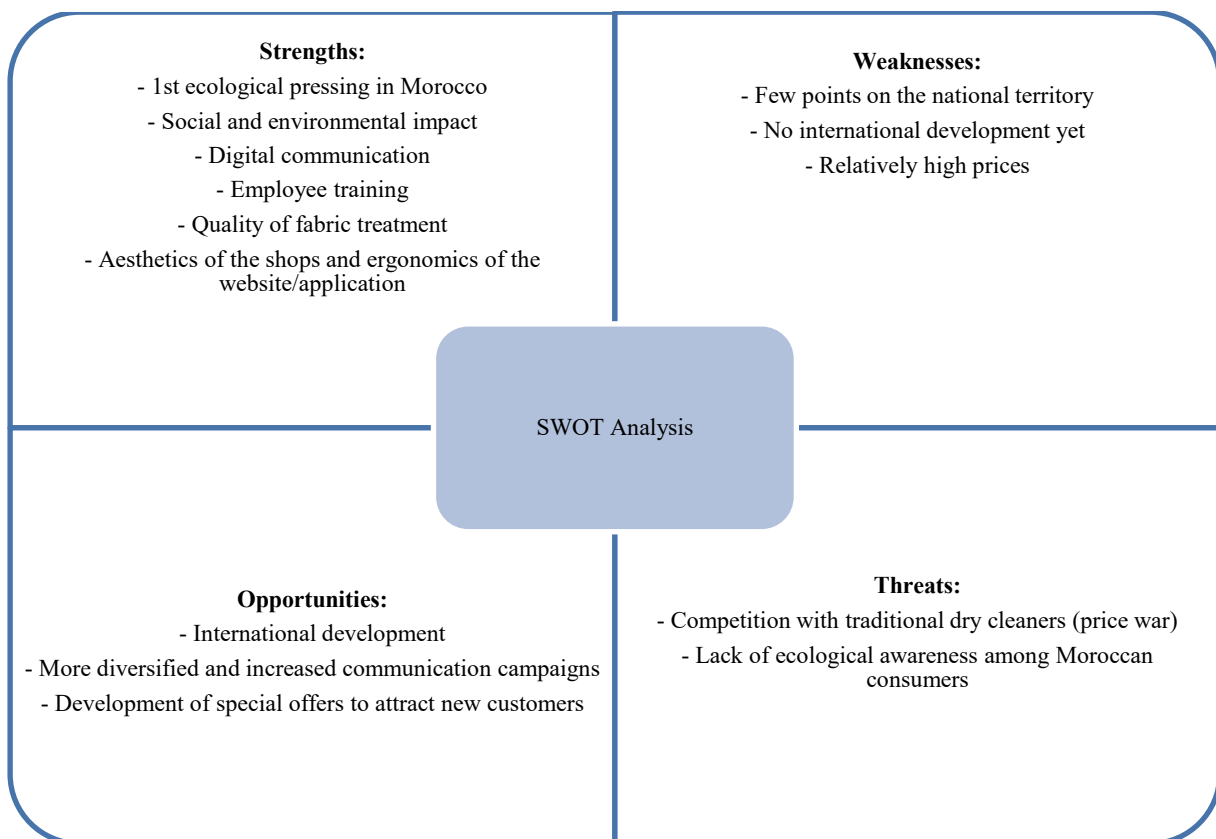 Strengths:
- 1st ecological pressing in Morocco
- Social and environmental impact
- Digital communication
- Employee training
- Quality of fabric treatment
- Aesthetics of the shops and ergonomics of the
website/application
Weaknesses:
- Few points on the national territory
- No international development yet
- Relatively high prices
SWOT Analysis
Opportunities:
- International development
- More diversified and increased communication campaigns
- Development of special offers to attract new customers
Threats:
- Competition with traditional dry cleaners (price war)
- Lack of ecological awareness among Moroccan
consumers